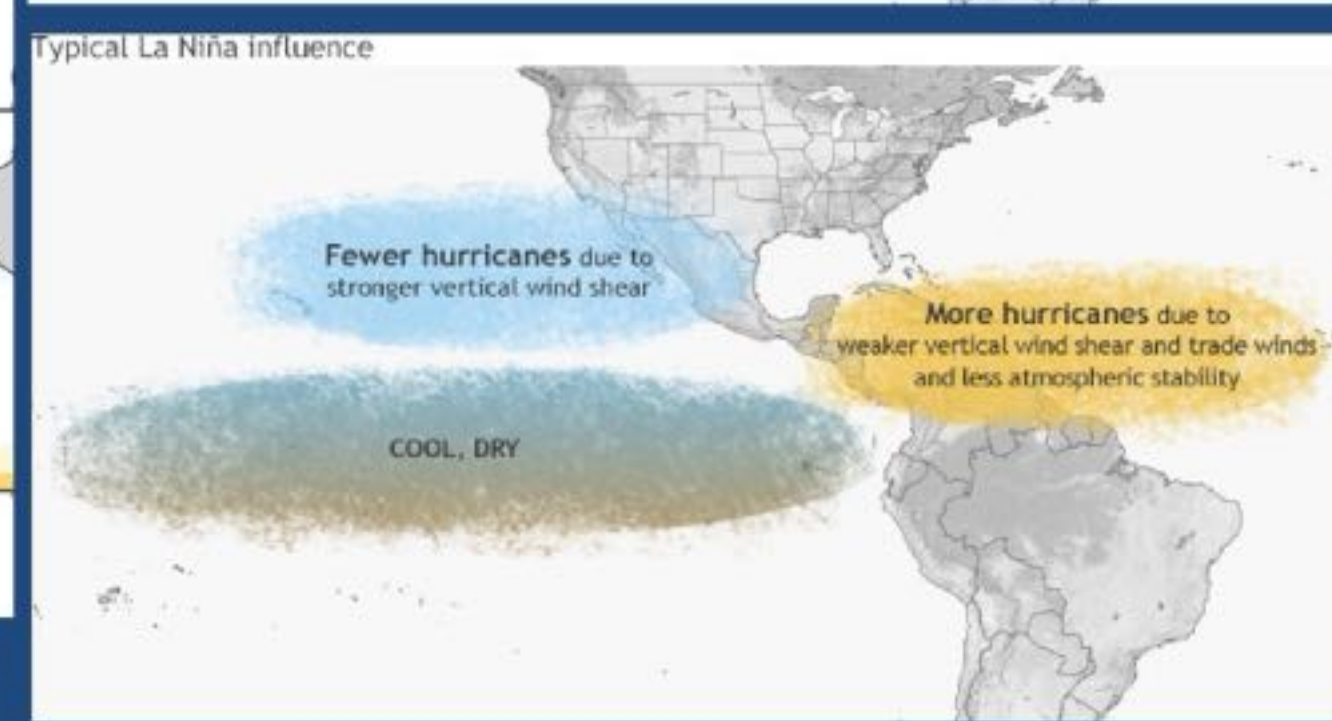 Typical La Niña influence
Fewer hurricanes due to
stronger vertical wind shear
More hurricanes due to
weaker vertical wind shear and trade winds
and less atmospheric stability
COOL, DRY